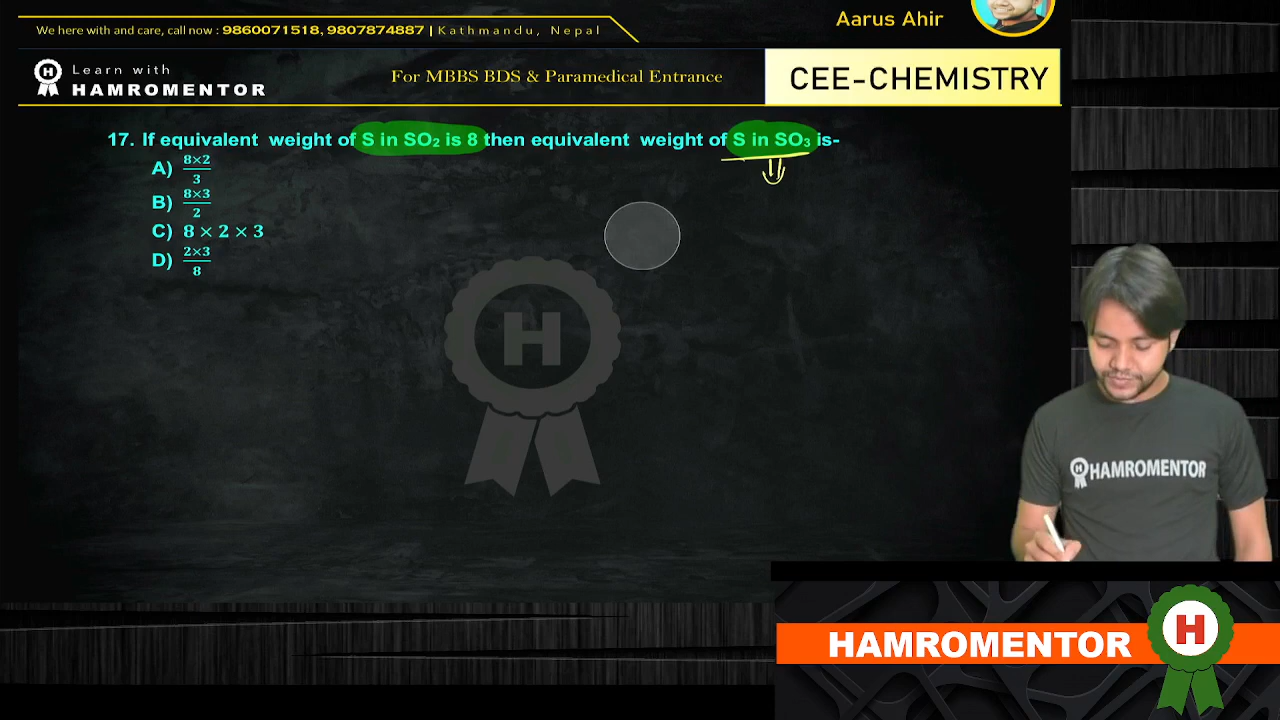 We here with and care, call now : 9860071518, 9807874887 | Kathmandu, Nepal
Aarus Ahir
H Learn with
HAMROMENTOR
For MBBS BDS & Paramedical Entrance
CEE-CHEMISTRY
17. If equivalent weight of S in SO₂ is 8 then equivalent weight of S in SO₃ is-
A) 8×2/3
B) 8×3/2
C) 8 × 2 × 3
D) 2×3/8
H
H HAMROMENTOR
HAMROMENTOR
H